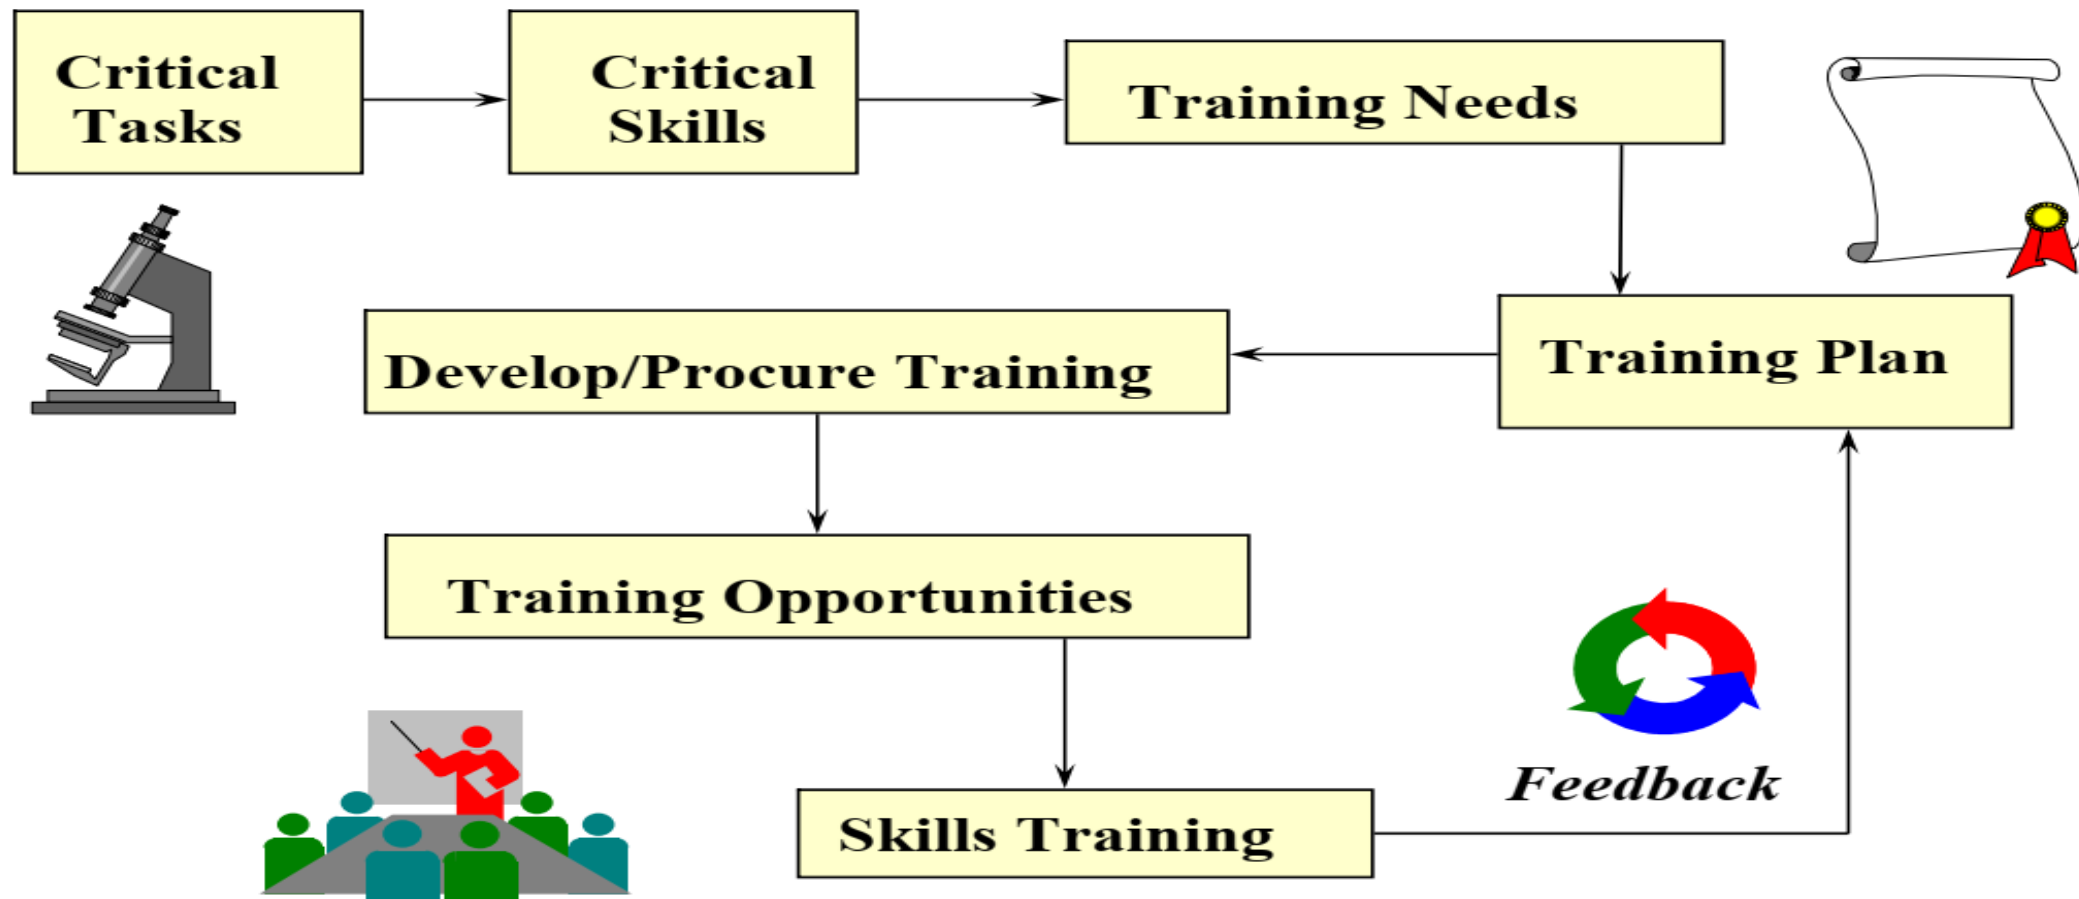 Critical
Tasks
Critical
Skills
Training Needs
Training Plan
Develop/Procure Training
Training Opportunities
Skills Training
Feedback